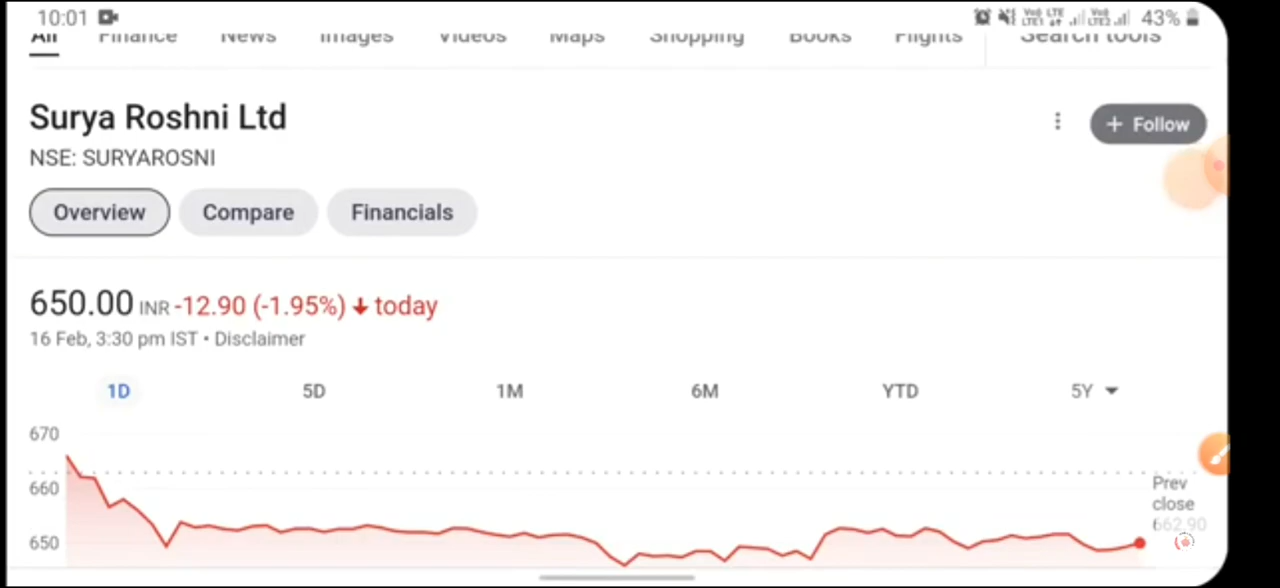 10:01 43%
All Finance News Images Videos Maps Shopping Books Flights Search tools
Surya Roshni Ltd
+ Follow
NSE: SURYAROSNI
Overview Compare Financials
650.00 INR -12.90 (-1.95%) ↓ today
16 Feb, 3:30 pm IST • Disclaimer
1D 5D 1M 6M YTD 5Y
670
660
650
Prev
close
662.90